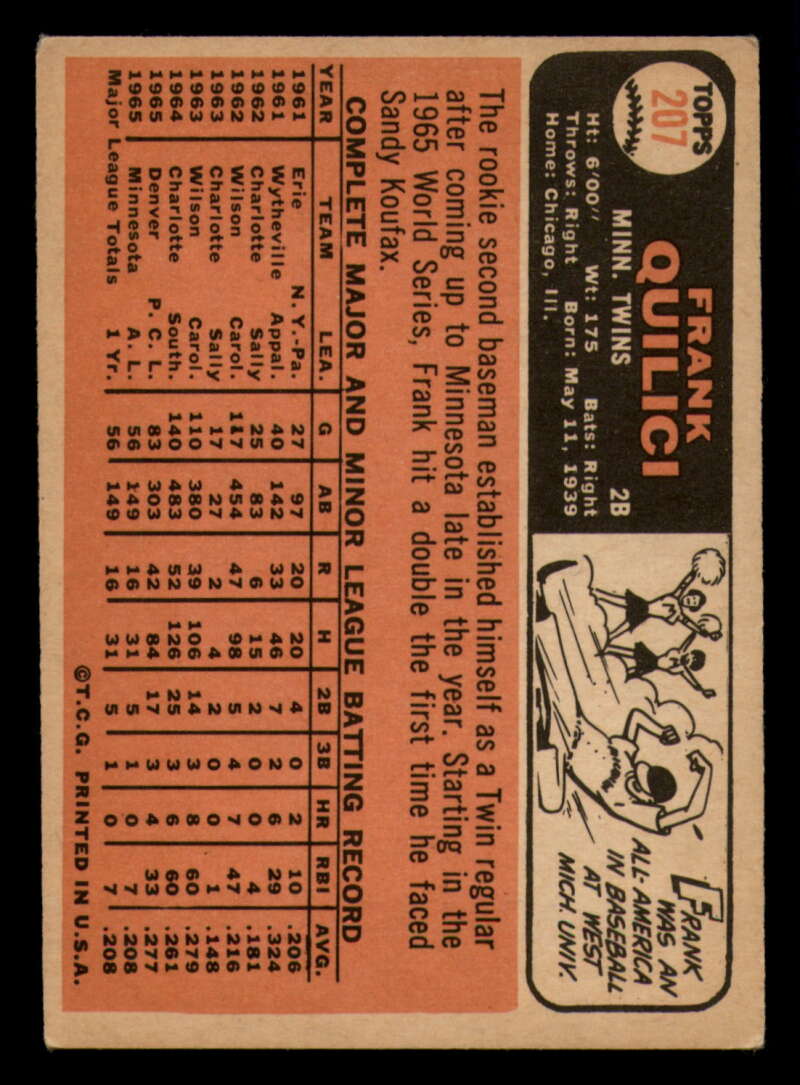 TOPPS
207
FRANK
QUILICI
MINN. TWINS 2B
Ht: 6'00" Wt: 175 Bats: Right
Throws: Right Born: May 11, 1939
Home: Chicago, Ill.
FRANK
WAS AN
ALL-AMERICA
IN BASEBALL
AT WEST
MICH. UNIV.
The rookie second baseman established himself as a Twin regular
after coming up to Minnesota late in the year. Starting in the
1965 World Series, Frank hit a double the first time he faced
Sandy Koufax.
COMPLETE MAJOR AND MINOR LEAGUE BATTING RECORD
YEAR TEAM LEA. G AB R H 2B 3B HR RBI AVG.
1961 Erie N.Y.-Pa. 27 97 20 20 4 0 2 10 .206
1961 Wytheville Appal. 40 142 33 46 7 2 6 29 .324
1962 Charlotte Sally 25 83 6 15 2 0 0 4 .181
1962 Wilson Carol. 117 454 47 98 5 4 7 47 .216
1963 Charlotte Sally 17 27 2 4 2 0 0 1 .148
1963 Wilson Carol. 110 380 39 106 14 3 8 60 .279
1964 Charlotte South. 140 483 52 126 25 3 6 60 .261
1965 Denver P.C.L. 83 303 42 84 17 3 4 33 .277
1965 Minnesota A.L. 56 149 16 31 5 1 0 7 .208
Major League Totals 1 Yr. 56 149 16 31 5 1 0 7 .208
©T.C.G. PRINTED IN U.S.A.